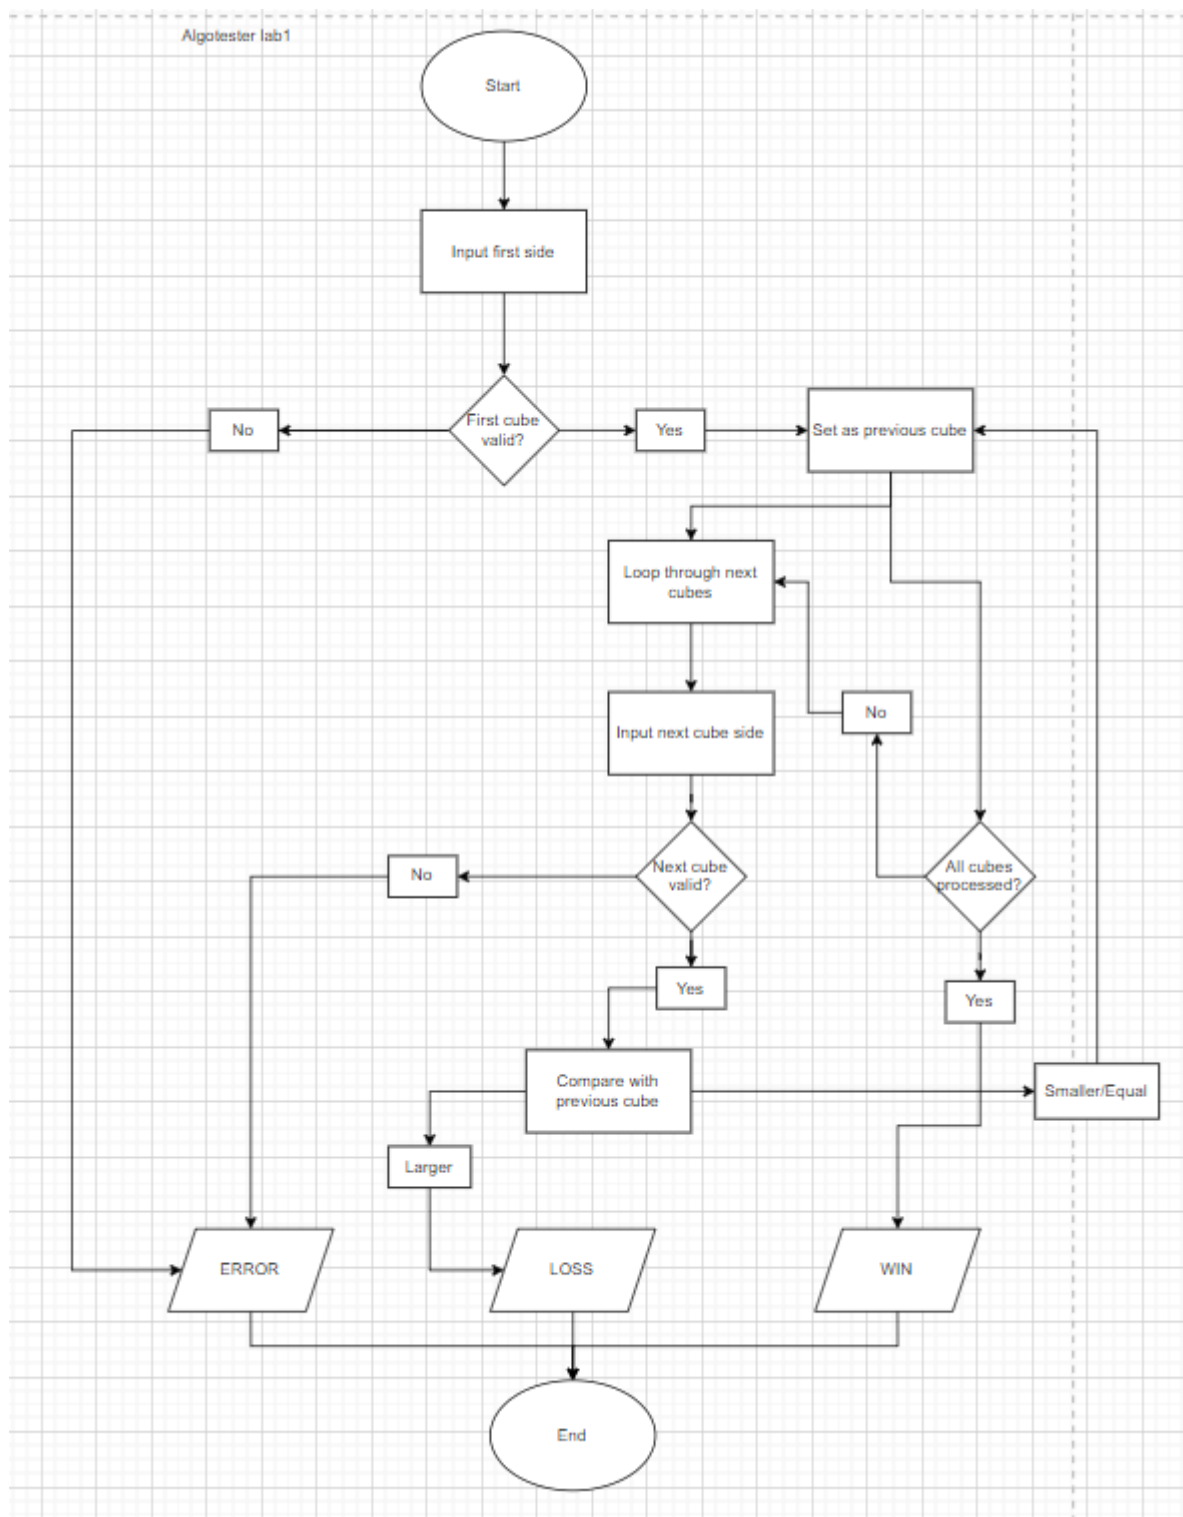 Algotester lab1
Start
Input first side
First cube
valid?
No
Yes
Set as previous cube
Loop through next
cubes
Input next cube side
No
Next cube
valid?
All cubes
processed?
No
Yes
Yes
Compare with
previous cube
Smaller/Equal
Larger
ERROR
LOSS
WIN
End